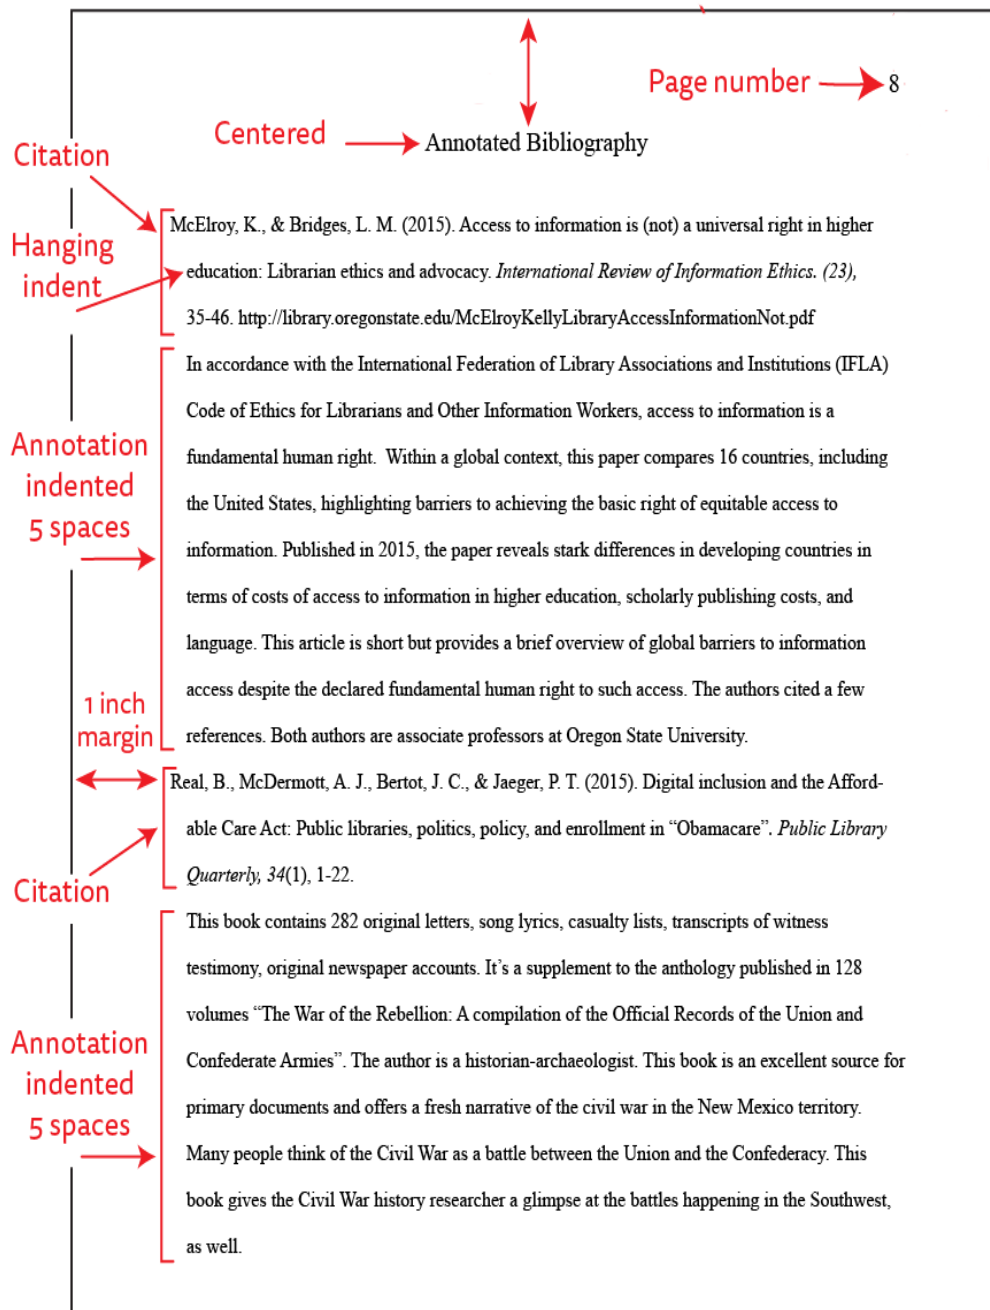 Page number 8
Centered Annotated Bibliography
Citation
McElroy, K., & Bridges, L. M. (2015). Access to information is (not) a universal right in higher
Hanging
indent
education: Librarian ethics and advocacy. International Review of Information Ethics. (23),
35-46. http://library.oregonstate.edu/McElroyKellyLibraryAccessInformationNot.pdf
In accordance with the International Federation of Library Associations and Institutions (IFLA)
Code of Ethics for Librarians and Other Information Workers, access to information is a
Annotation
indented
5 spaces
fundamental human right.  Within a global context, this paper compares 16 countries, including
the United States, highlighting barriers to achieving the basic right of equitable access to
information. Published in 2015, the paper reveals stark differences in developing countries in
terms of costs of access to information in higher education, scholarly publishing costs, and
language. This article is short but provides a brief overview of global barriers to information
access despite the declared fundamental human right to such access. The authors cited a few
references. Both authors are associate professors at Oregon State University.
1 inch
margin
Real, B., McDermott, A. J., Bertot, J. C., & Jaeger, P. T. (2015). Digital inclusion and the Afford-
able Care Act: Public libraries, politics, policy, and enrollment in “Obamacare”. Public Library
Quarterly, 34(1), 1-22.
Citation
This book contains 282 original letters, song lyrics, casualty lists, transcripts of witness
testimony, original newspaper accounts. It’s a supplement to the anthology published in 128
volumes “The War of the Rebellion: A compilation of the Official Records of the Union and
Confederate Armies”. The author is a historian-archaeologist. This book is an excellent source for
Annotation
indented
5 spaces
primary documents and offers a fresh narrative of the civil war in the New Mexico territory.
Many people think of the Civil War as a battle between the Union and the Confederacy. This
book gives the Civil War history researcher a glimpse at the battles happening in the Southwest,
as well.